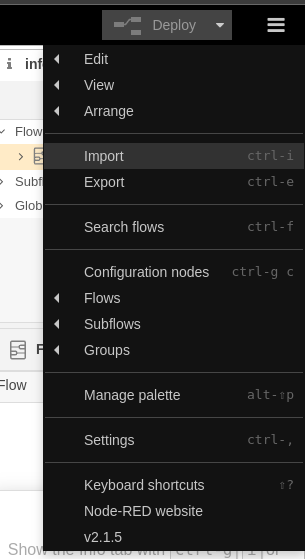 Deploy
Edit
View
Arrange
Import ctrl-i
Export ctrl-e
Search flows ctrl-f
Configuration nodes ctrl-g c
Flows
Subflows
Groups
Manage palette alt-⇧p
Settings ctrl-,
Keyboard shortcuts ⇧?
Node-RED website
v2.1.5
i inf
Flow
Subfl
Glob
F
Flow
Show the info tab with ctrl-g i or